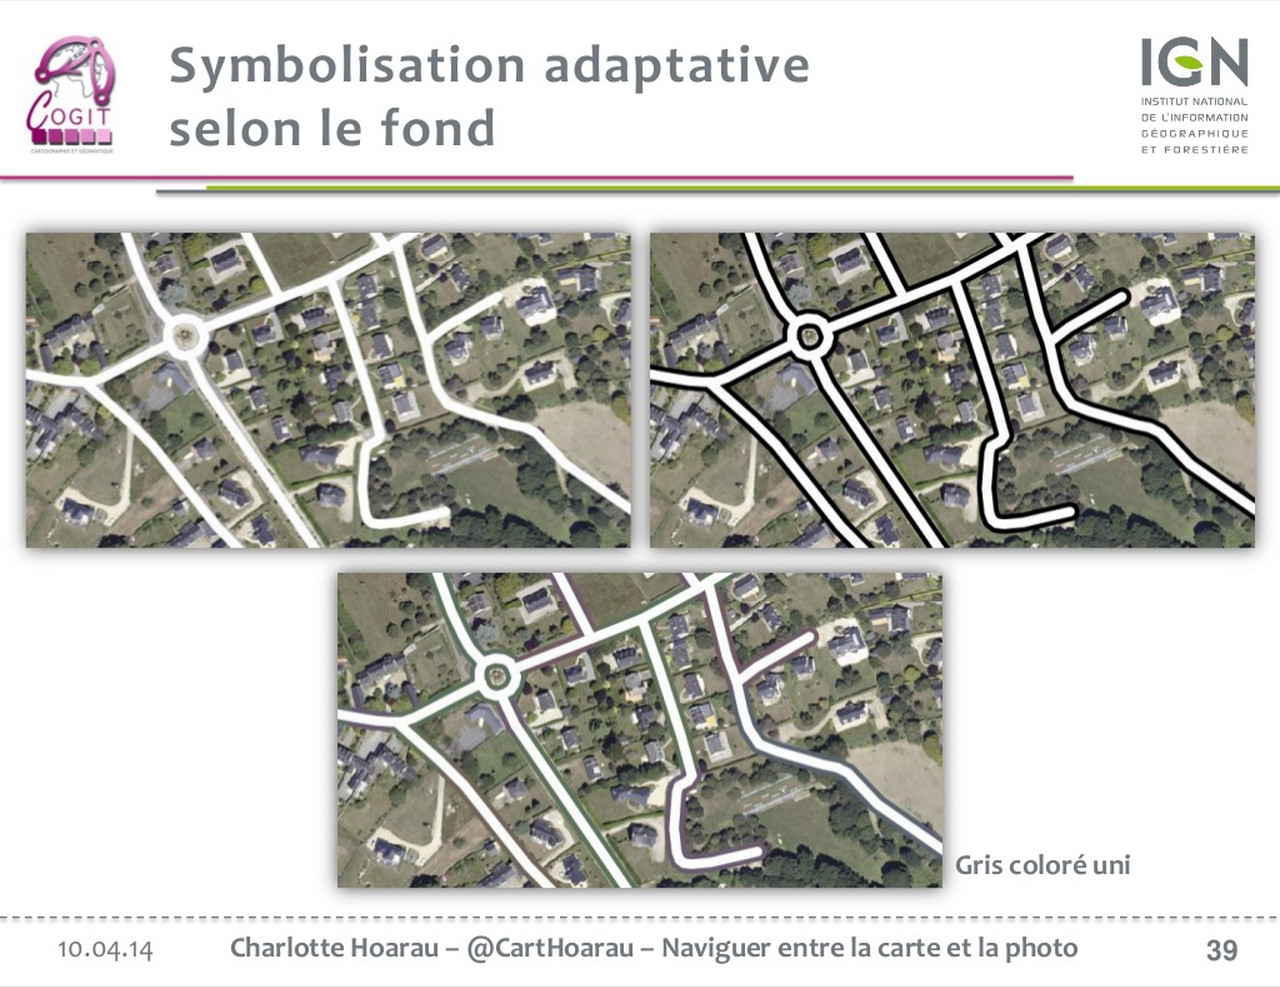 Symbolisation adaptative
selon le fond
COGIT
CARTOGRAPHIE ET GÉOMATIQUE
IGN
INSTITUT NATIONAL
DE L'INFORMATION
GÉOGRAPHIQUE
ET FORESTIÈRE
Gris coloré uni
10.04.14
Charlotte Hoarau – @CartHoarau – Naviguer entre la carte et la photo
39